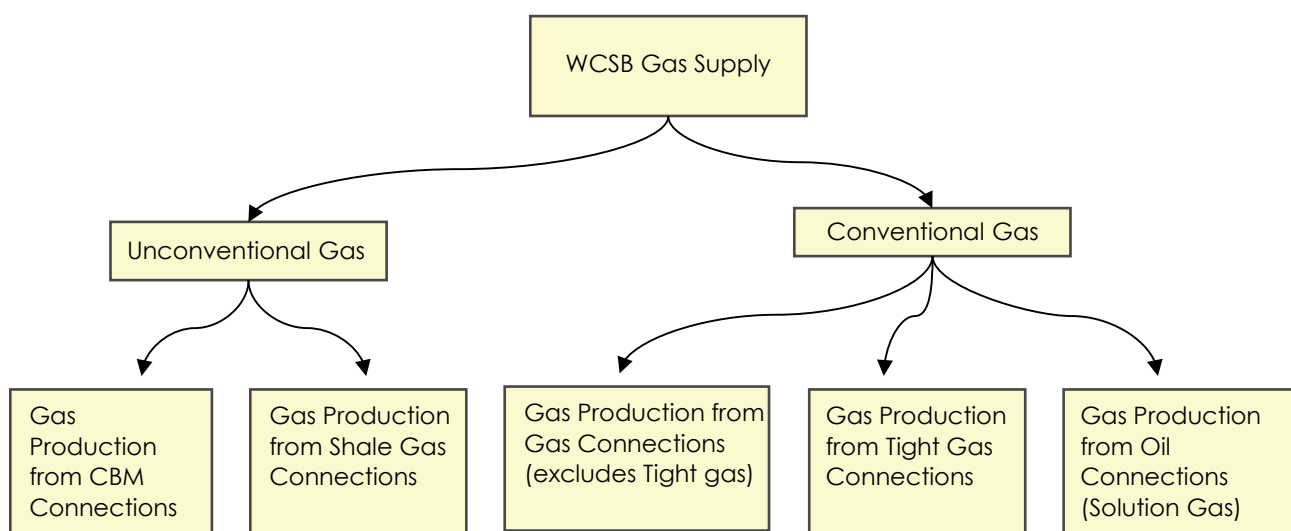 WCSB Gas Supply
Unconventional Gas
Conventional Gas
Gas
Production
from CBM
Connections
Gas Production
from Shale Gas
Connections
Gas Production from
Gas Connections
(excludes Tight gas)
Gas Production
from Tight Gas
Connections
Gas Production
from Oil
Connections
(Solution Gas)